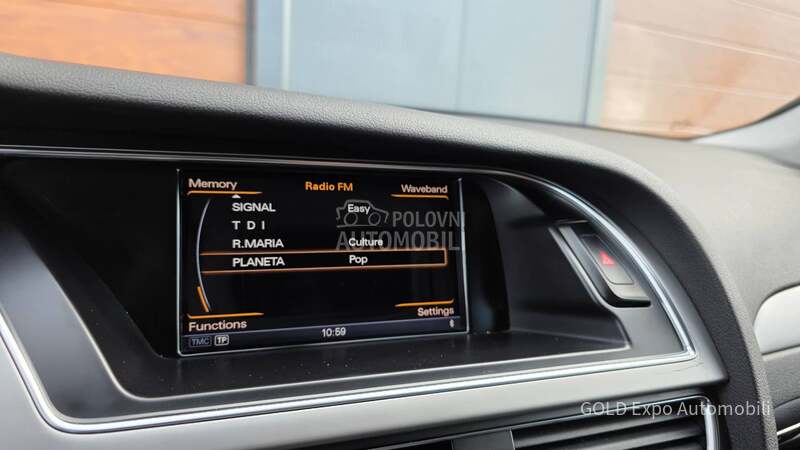 Memory Radio FM Waveband
SIGNAL Easy
T D I
R.MARIA Culture
PLANETA Pop
Functions Settings
TMC TP 10:59
POLOVNI
AUTOMOBILI
GOLD Expo Automobili